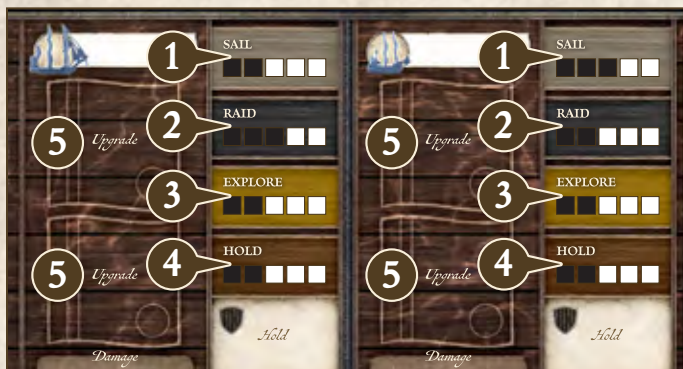 1 SAIL
2 RAID
5 Upgrade
3 EXPLORE
4 HOLD
5 Upgrade
Hold
Damage
1 SAIL
2 RAID
5 Upgrade
3 EXPLORE
4 HOLD
5 Upgrade
Hold
Damage